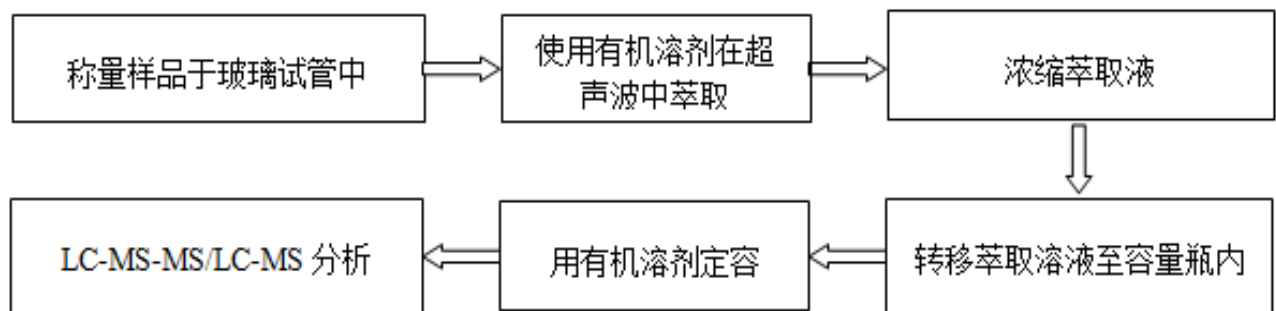 称量样品于玻璃试管中
使用有机溶剂在超
声波中萃取
浓缩萃取液
转移萃取溶液至容量瓶内
用有机溶剂定容
LC-MS-MS/LC-MS 分析